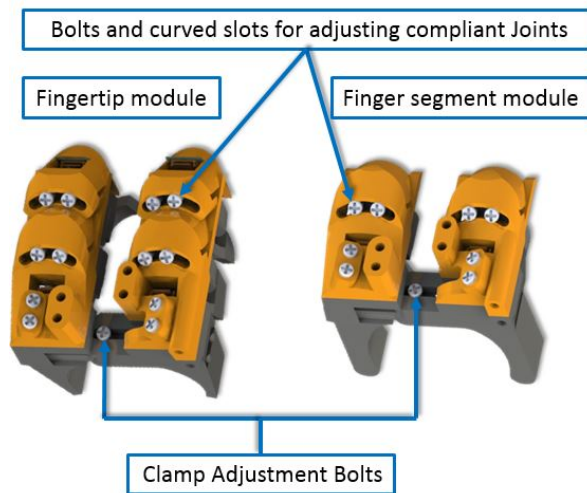 Bolts and curved slots for adjusting compliant Joints
Fingertip module
Finger segment module
Clamp Adjustment Bolts